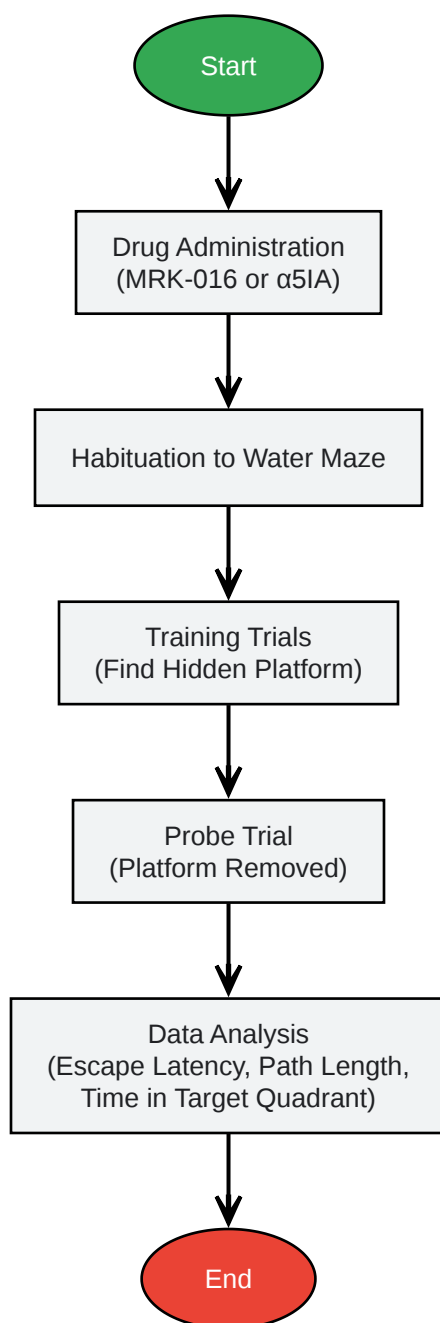 Start
Drug Administration
(MRK-016 or α5IA)
Habituation to Water Maze
Training Trials
(Find Hidden Platform)
Probe Trial
(Platform Removed)
Data Analysis
(Escape Latency, Path Length,
Time in Target Quadrant)
End